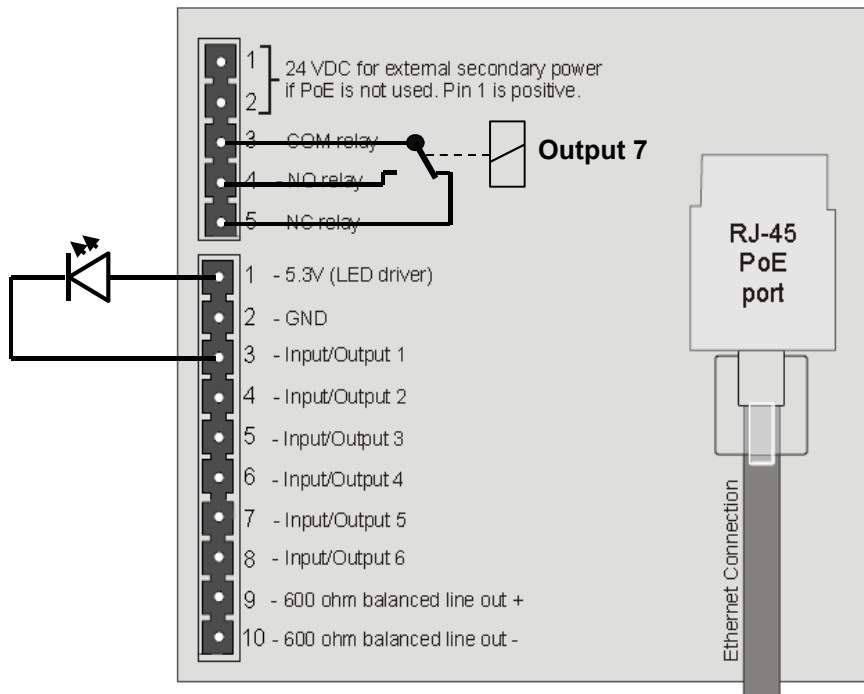 1
2
24 VDC for external secondary power
if PoE is not used. Pin 1 is positive.
3 - COM relay
4 - NO relay
5 - NC relay
Output 7
1 - 5.3V (LED driver)
2 - GND
3 - Input/Output 1
4 - Input/Output 2
5 - Input/Output 3
6 - Input/Output 4
7 - Input/Output 5
8 - Input/Output 6
9 - 600 ohm balanced line out +
10 - 600 ohm balanced line out -
RJ-45
PoE
port
Ethernet Connection